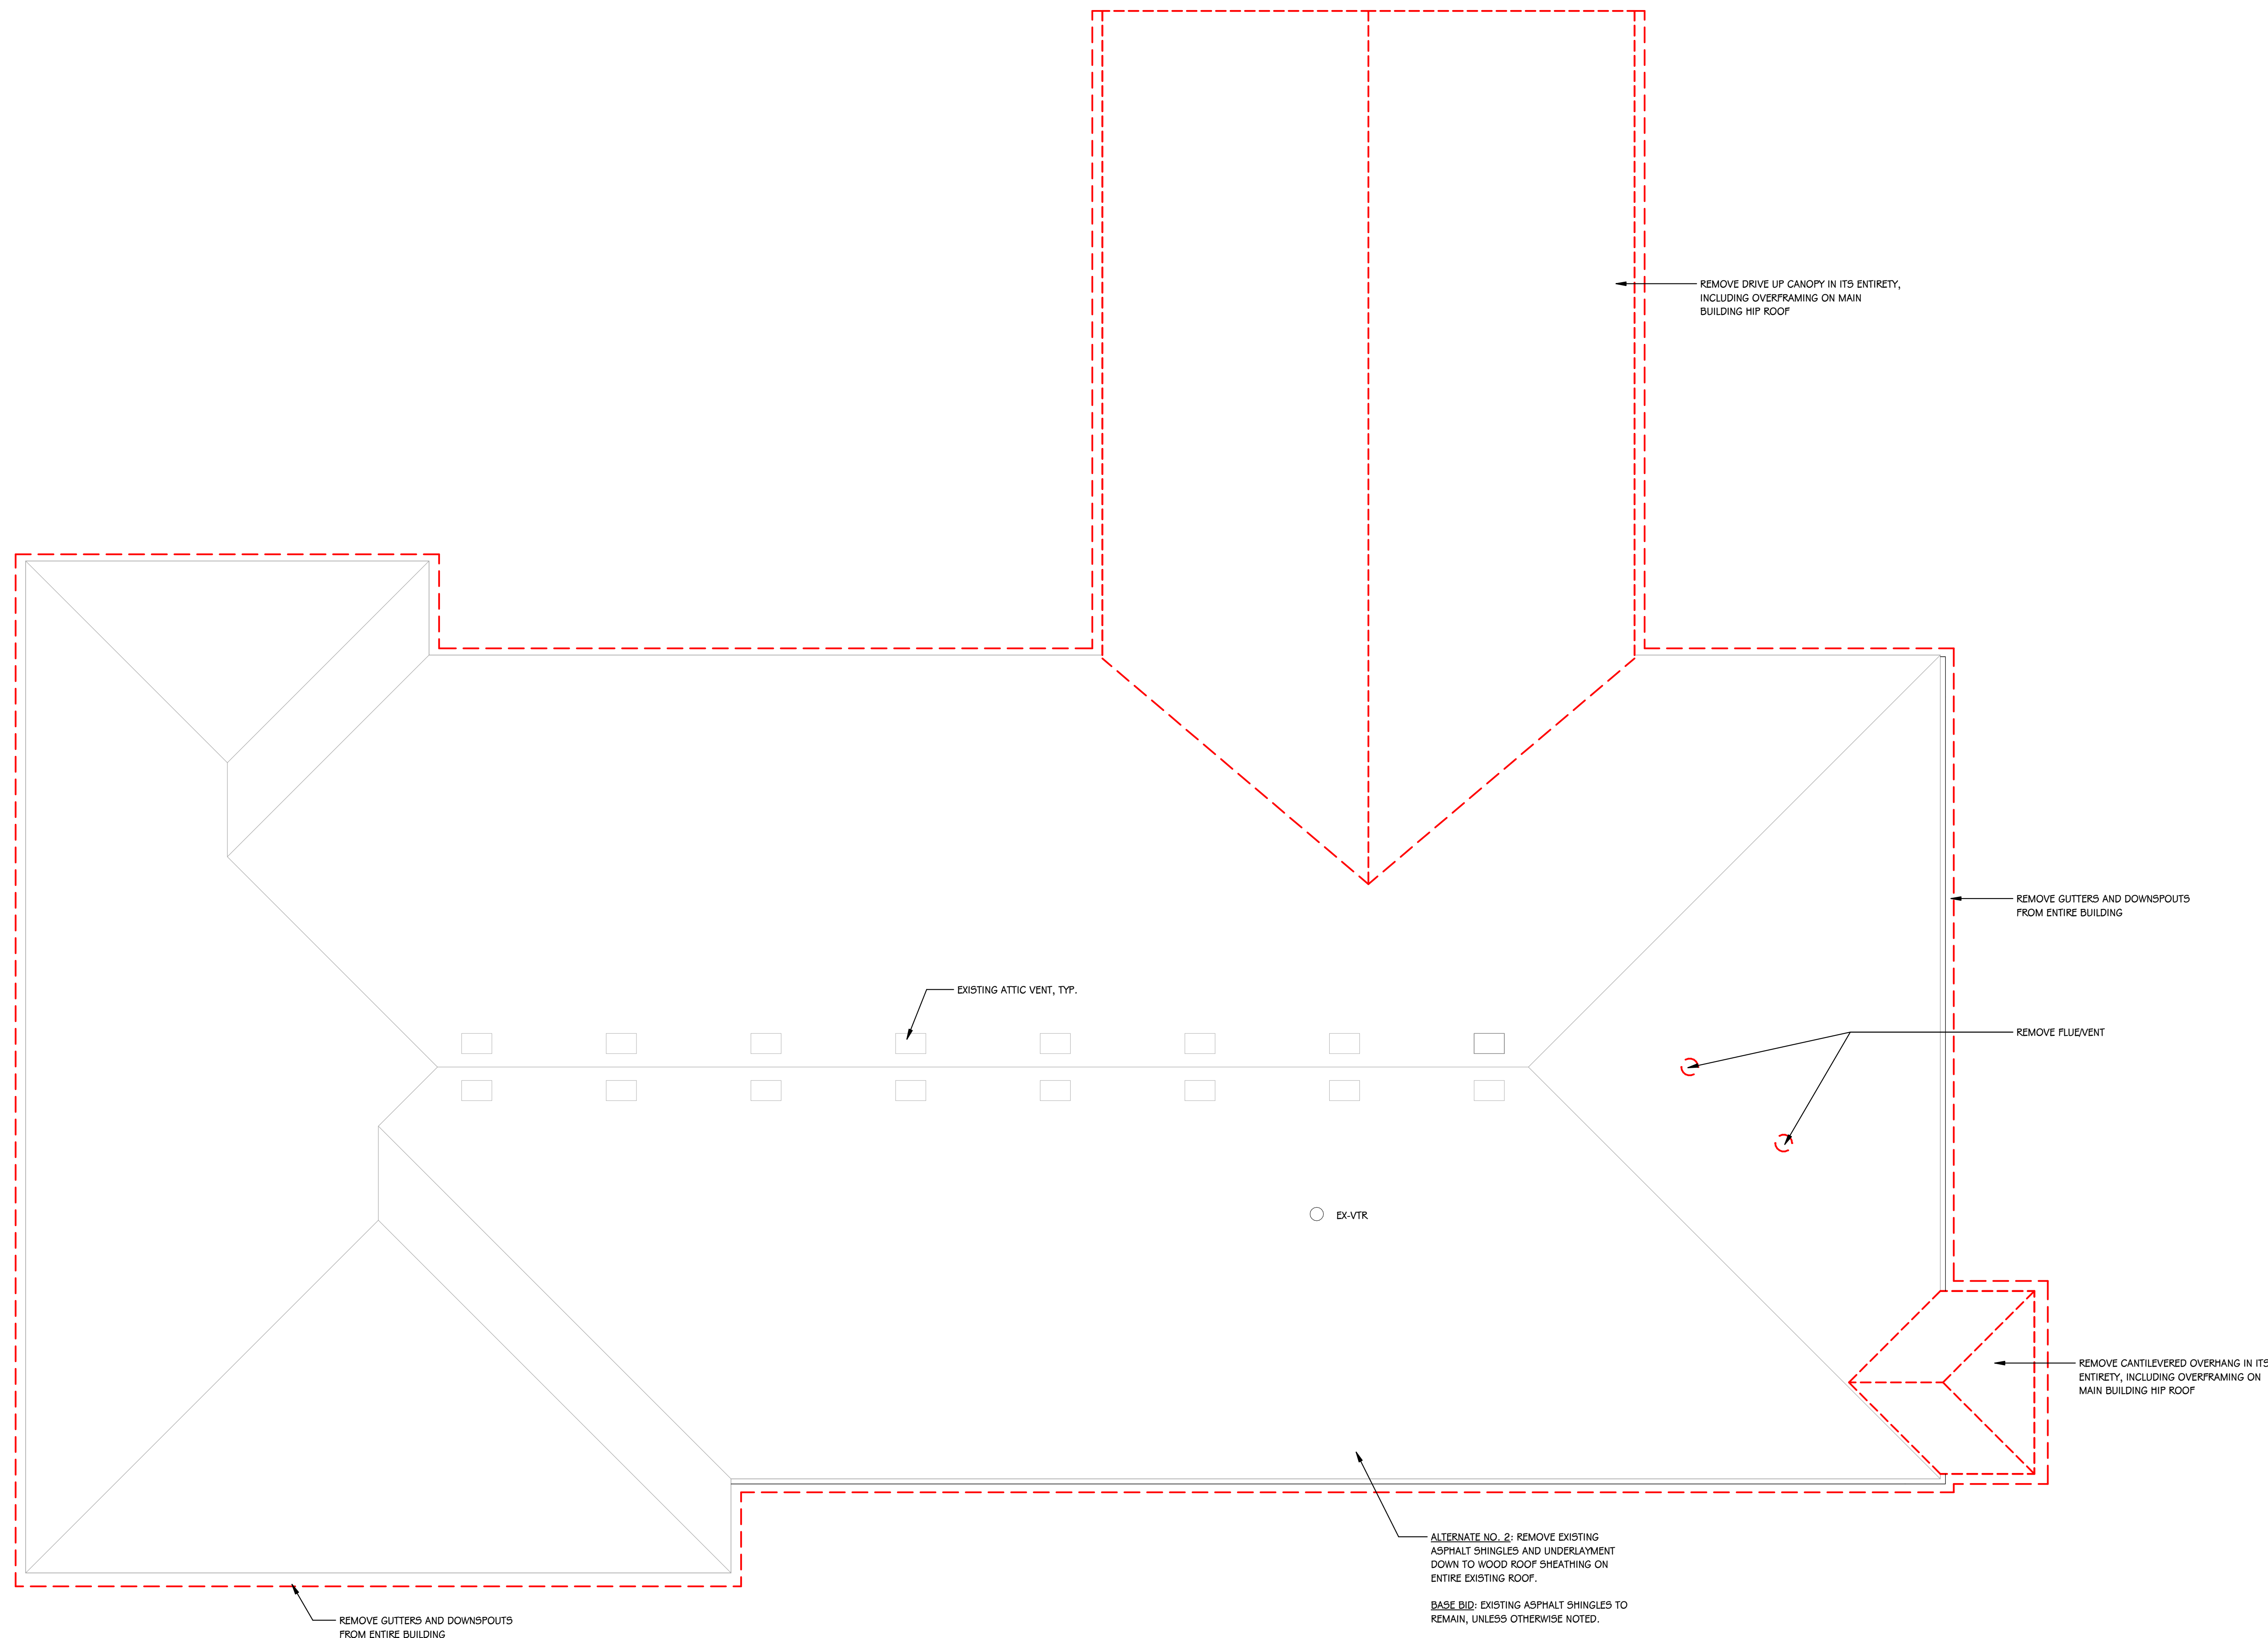 REMOVE DRIVE UP CANOPY IN ITS ENTIRETY,
INCLUDING OVERFRAMING ON MAIN
BUILDING HIP ROOF
REMOVE GUTTERS AND DOWNSPOUTS
FROM ENTIRE BUILDING
EXISTING ATTIC VENT, TYP.
REMOVE FLUE/VENT
EX-VTR
REMOVE CANTILEVERED OVERHANG IN ITS
ENTIRETY, INCLUDING OVERFRAMING ON
MAIN BUILDING HIP ROOF
ALTERNATE NO. 2: REMOVE EXISTING
ASPHALT SHINGLES AND UNDERLAYMENT
DOWN TO WOOD ROOF SHEATHING ON
ENTIRE EXISTING ROOF.
BASE BID: EXISTING ASPHALT SHINGLES TO
REMAIN, UNLESS OTHERWISE NOTED.
REMOVE GUTTERS AND DOWNSPOUTS
FROM ENTIRE BUILDING